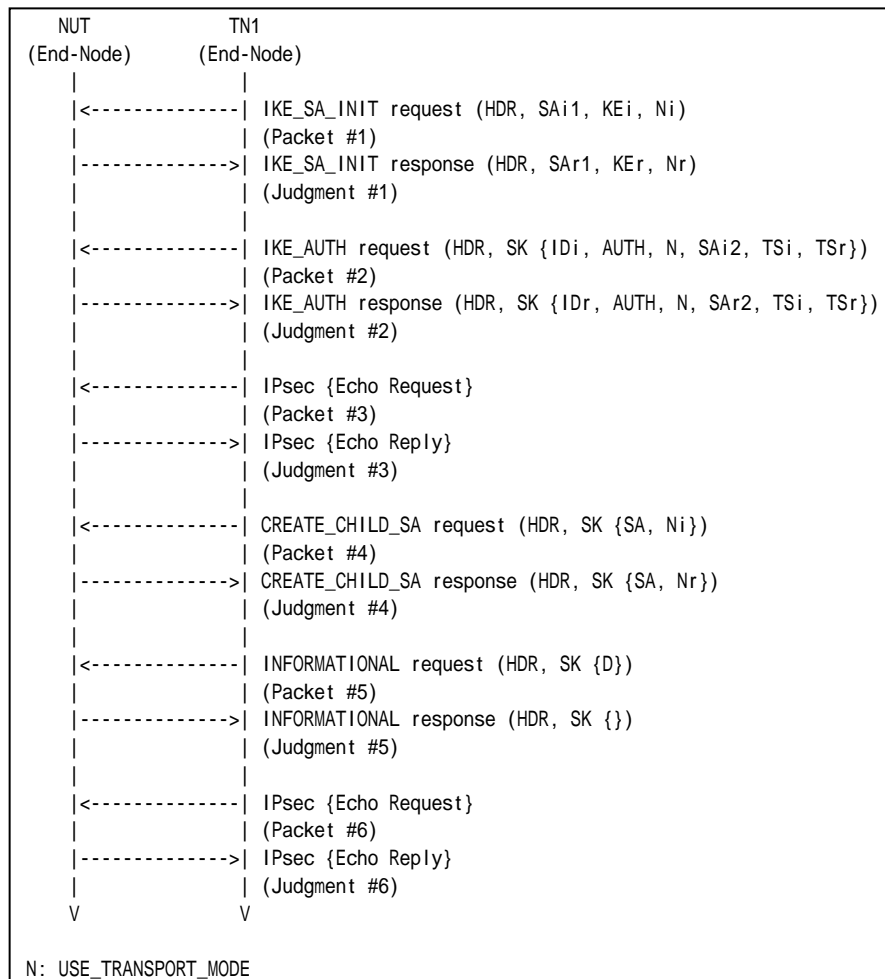 NUT TN1
(End-Node) (End-Node)
| |
|<--------------| IKE_SA_INIT request (HDR, SAi1, KEi, Ni)
| | (Packet #1)
|-------------->| IKE_SA_INIT response (HDR, SAr1, KEr, Nr)
| | (Judgment #1)
| |
|<--------------| IKE_AUTH request (HDR, SK {IDi, AUTH, N, SAi2, TSi, TSr})
| | (Packet #2)
|-------------->| IKE_AUTH response (HDR, SK {IDr, AUTH, N, SAr2, TSi, TSr})
| | (Judgment #2)
| |
|<--------------| IPsec {Echo Request}
| | (Packet #3)
|-------------->| IPsec {Echo Reply}
| | (Judgment #3)
| |
|<--------------| CREATE_CHILD_SA request (HDR, SK {SA, Ni})
| | (Packet #4)
|-------------->| CREATE_CHILD_SA response (HDR, SK {SA, Nr})
| | (Judgment #4)
| |
|<--------------| INFORMATIONAL request (HDR, SK {D})
| | (Packet #5)
|-------------->| INFORMATIONAL response (HDR, SK {})
| | (Judgment #5)
| |
|<--------------| IPsec {Echo Request}
| | (Packet #6)
|-------------->| IPsec {Echo Reply}
| | (Judgment #6)
V V
N: USE_TRANSPORT_MODE